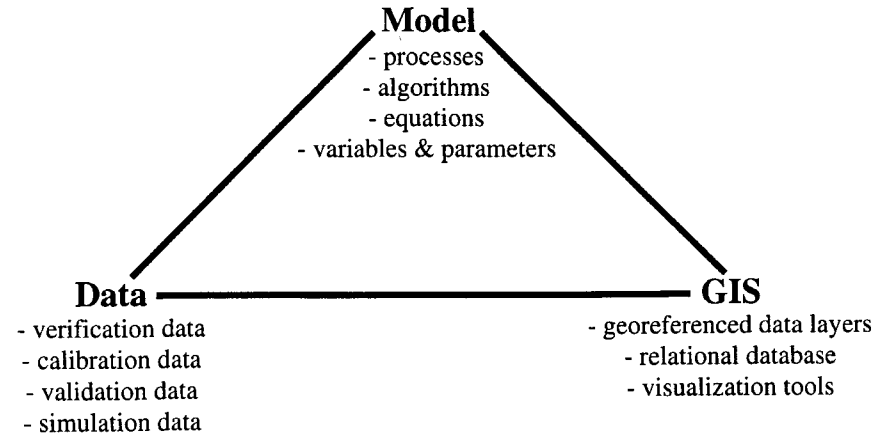 Model
- processes
- algorithms
- equations
- variables & parameters
Data
- verification data
- calibration data
- validation data
- simulation data
GIS
- georeferenced data layers
- relational database
- visualization tools